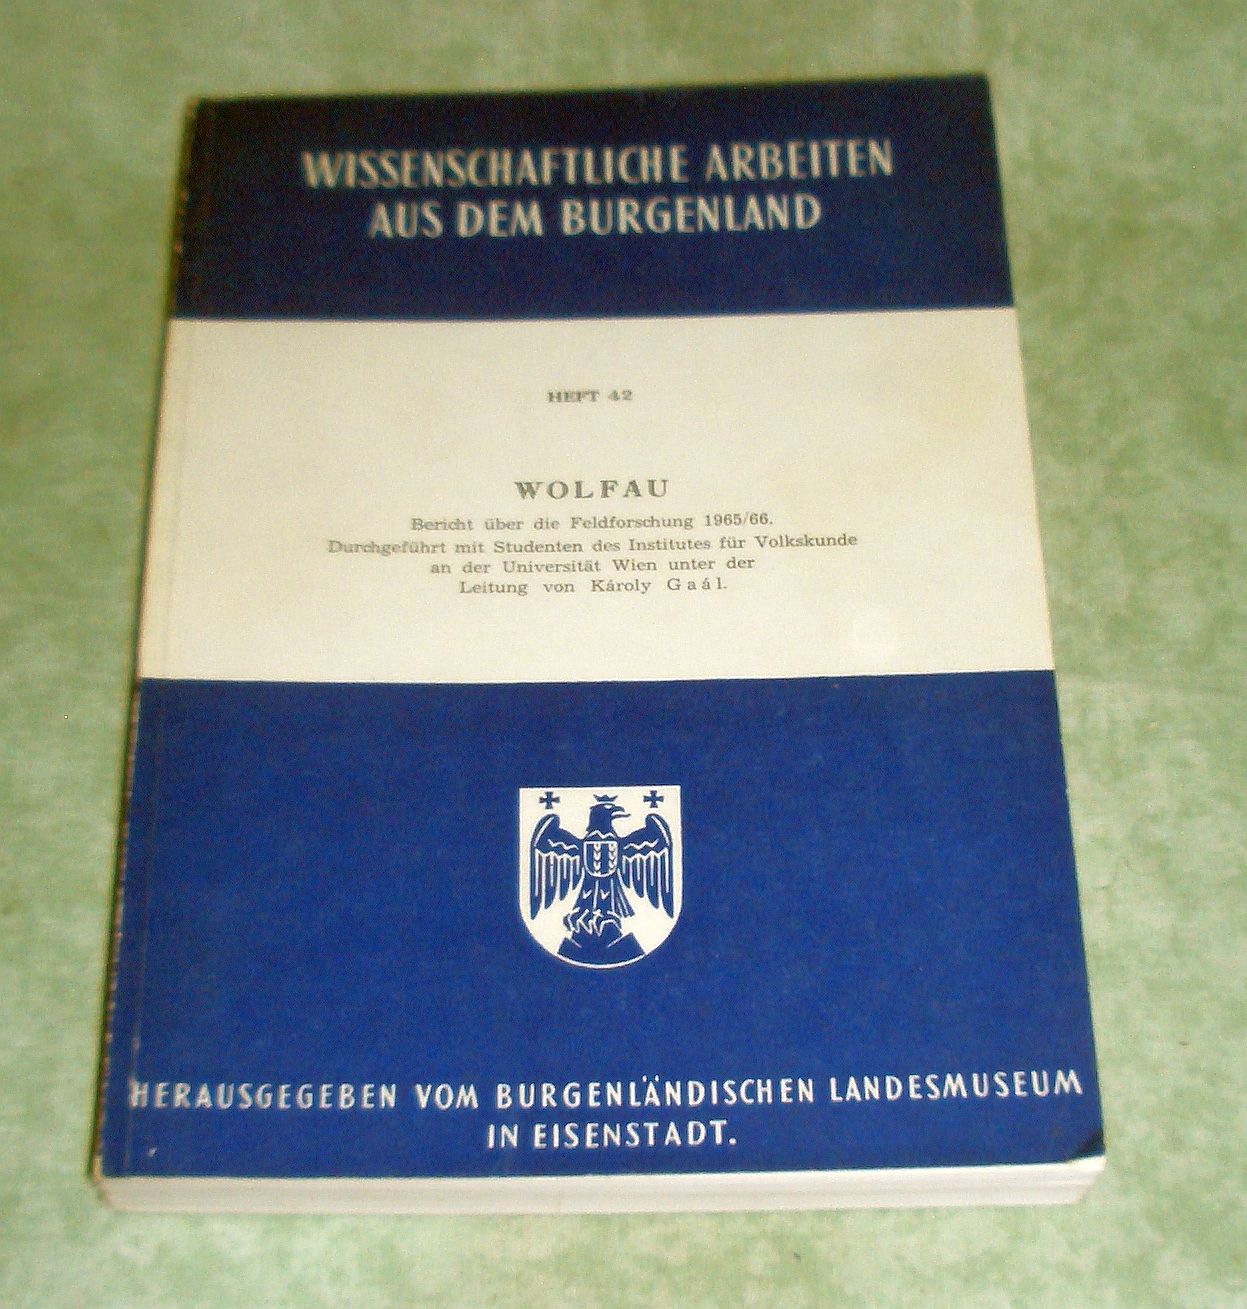 WISSENSCHAFTLICHE ARBEITEN
AUS DEM BURGENLAND
HEFT 42
WOLFAU
Bericht über die Feldforschung 1965/66.
Durchgeführt mit Studenten des Institutes für Volkskunde
an der Universität Wien unter der
Leitung von Károly Gaál.
HERAUSGEGEBEN VOM BURGENLÄNDISCHEN LANDESMUSEUM
IN EISENSTADT.